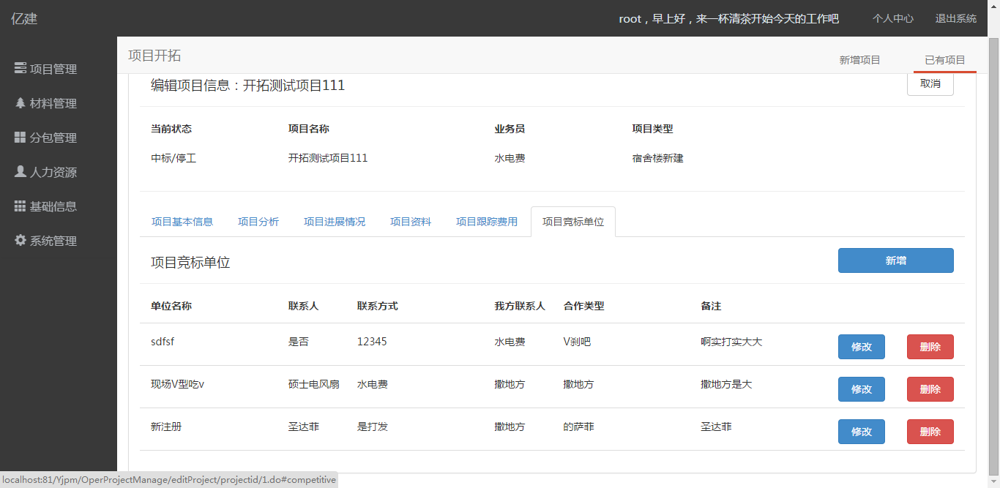 亿建 root，早上好，来一杯清茶开始今天的工作吧 个人中心 退出系统
项目开拓 新增项目 已有项目
项目管理
材料管理
分包管理
人力资源
基础信息
系统管理
编辑项目信息：开拓测试项目111 取消
当前状态 项目名称 业务员 项目类型
中标/停工 开拓测试项目111 水电费 宿舍楼新建
项目基本信息 项目分析 项目进展情况 项目资料 项目跟踪费用 项目竞标单位
项目竞标单位 新增
单位名称 联系人 联系方式 我方联系人 合作类型 备注
sdfsf 是否 12345 水电费 V刹吧 啊实打实大大 修改 删除
现场V型吃v 硕士电风扇 水电费 撒地方 撒地方 撒地方是大 修改 删除
新注册 圣达菲 是打发 撒地方 的萨菲 圣达菲 修改 删除
localhost:81/Yjpm/OperProjectManage/editProject/projectid/1.do#competitive